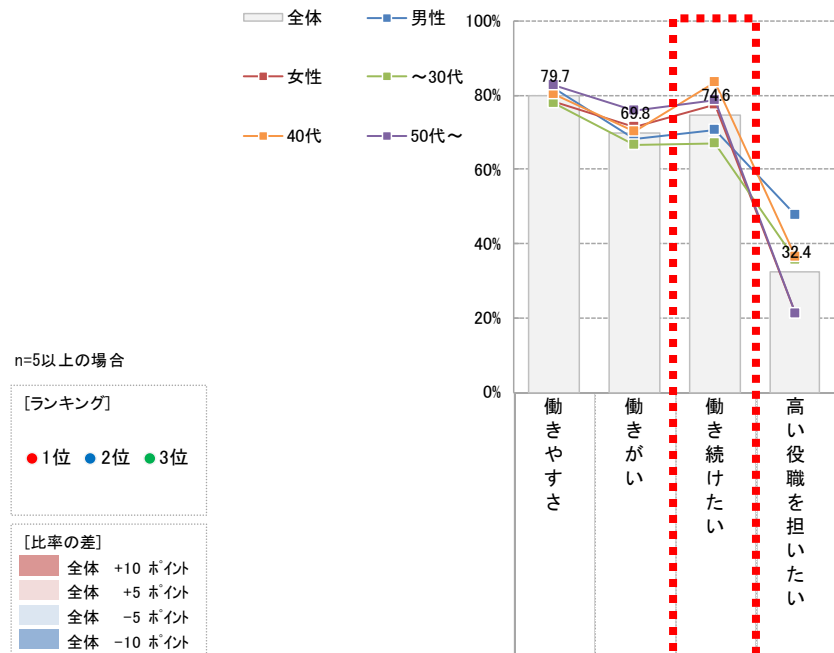 全体
男性
女性
～30代
40代
50代～
100%
80%
60%
40%
20%
0%
79.7
69.8
74.6
32.4
働きやすさ
働きがい
働き続けたい
高い役職を担いたい
n=5以上の場合
[ランキング]
●1位 ●2位 ●3位
[比率の差]
全体 +10 ﾎﾟｲﾝﾄ
全体 +5 ﾎﾟｲﾝﾄ
全体 -5 ﾎﾟｲﾝﾄ
全体 -10 ﾎﾟｲﾝﾄ